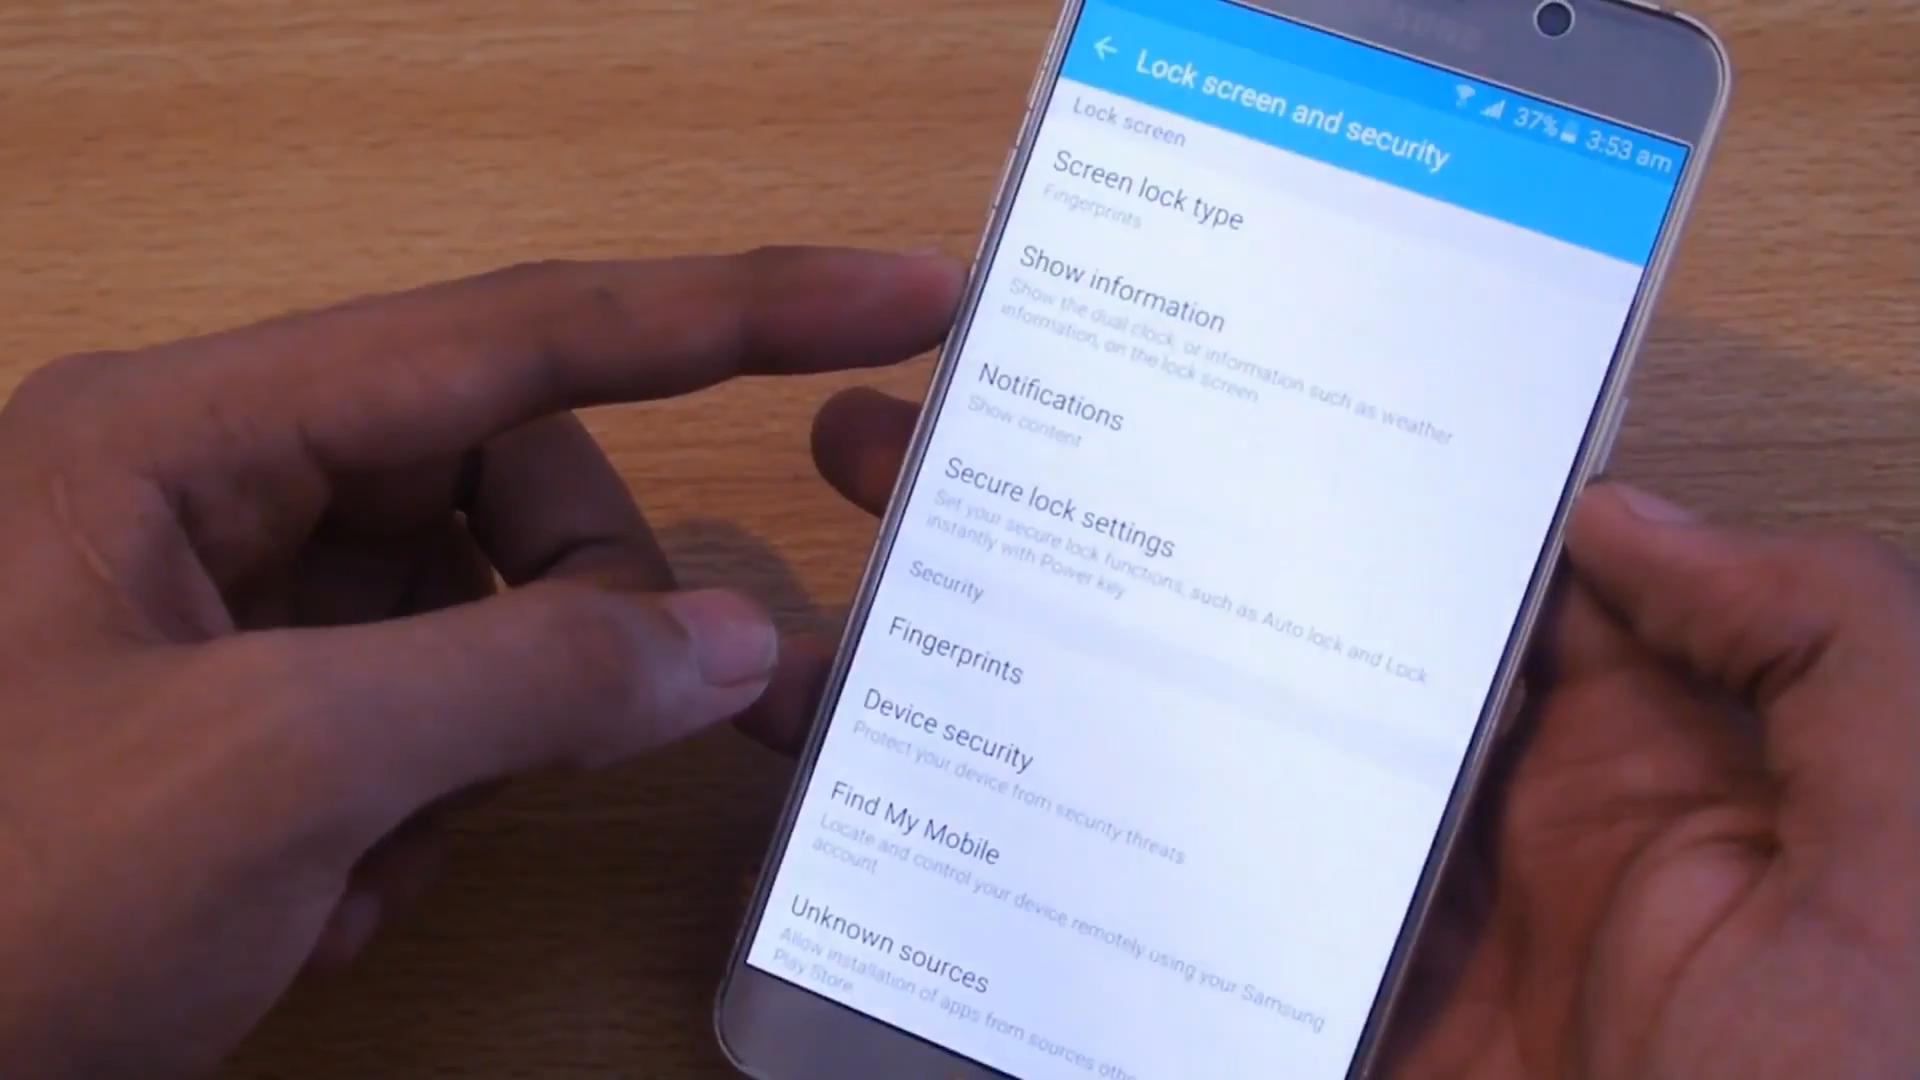 SAMSUNG
37% 3:53 am
Lock screen and security
Lock screen
Screen lock type
Fingerprints
Show information
Show the dual clock, or information such as weather
information, on the lock screen
Notifications
Show content
Secure lock settings
Set your secure lock functions, such as Auto lock and Lock
instantly with Power key
Security
Fingerprints
Device security
Protect your device from security threats
Find My Mobile
Locate and control your device remotely using your Samsung
account
Unknown sources
Allow installation of apps from sources
Play Store